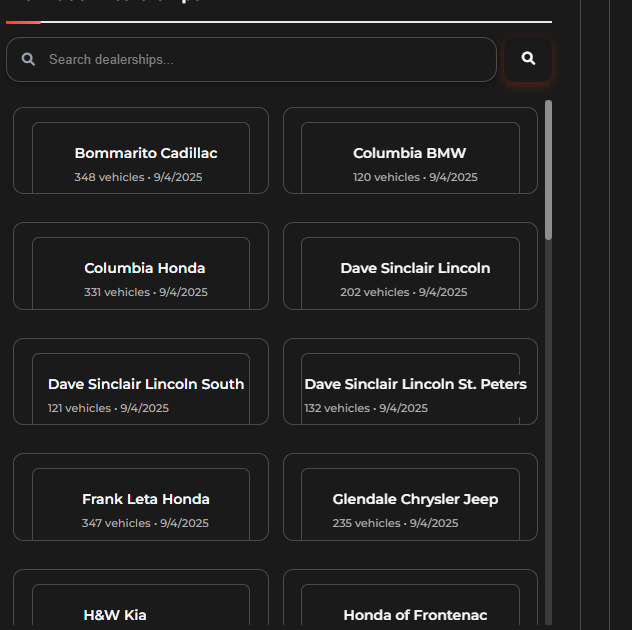 Search dealerships...
Bommarito Cadillac
348 vehicles • 9/4/2025
Columbia BMW
120 vehicles • 9/4/2025
Columbia Honda
331 vehicles • 9/4/2025
Dave Sinclair Lincoln
202 vehicles • 9/4/2025
Dave Sinclair Lincoln South
121 vehicles • 9/4/2025
Dave Sinclair Lincoln St. Peters
132 vehicles • 9/4/2025
Frank Leta Honda
347 vehicles • 9/4/2025
Glendale Chrysler Jeep
235 vehicles • 9/4/2025
H&W Kia
Honda of Frontenac